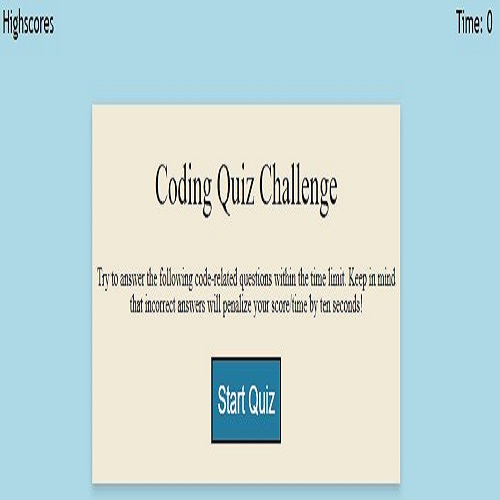 Highscores
Time: 0
Coding Quiz Challenge
Try to answer the following code-related questions within the time limit. Keep in mind
that incorrect answers will penalize your score/time by ten seconds!
Start Quiz